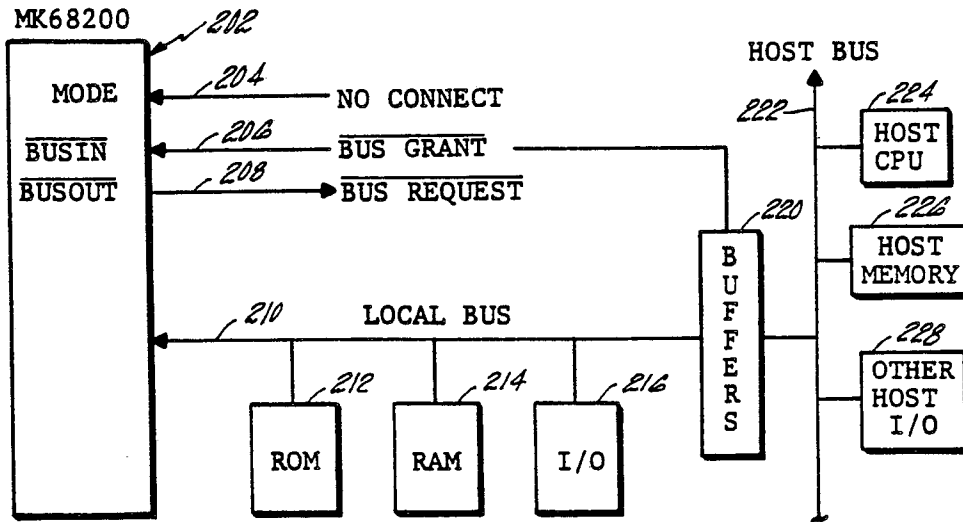 MK68200
202
HOST BUS
MODE
204
NO CONNECT
222
224
HOST
CPU
BUSIN
206
BUS GRANT
BUSOUT
208
BUS REQUEST
220
226
HOST
MEMORY
BUFFERS
210
LOCAL BUS
228
OTHER
HOST
I/O
212
214
216
ROM
RAM
I/O